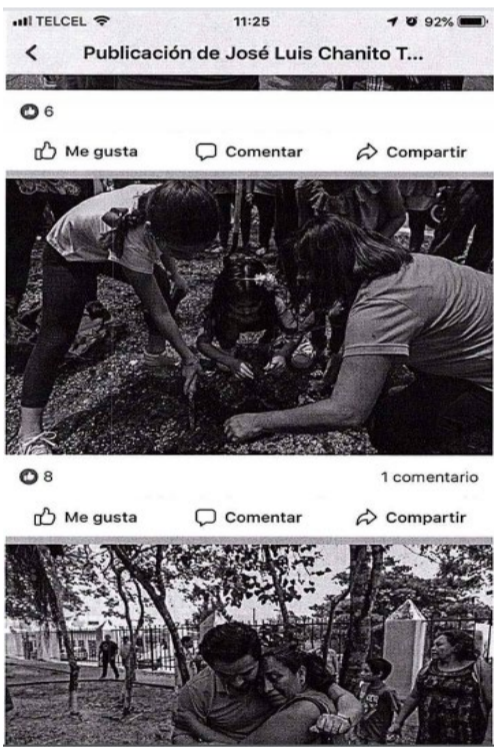 TELCEL 11:25 92%
Publicación de José Luis Chanito T...
6
Me gusta Comentar Compartir
8 1 comentario
Me gusta Comentar Compartir